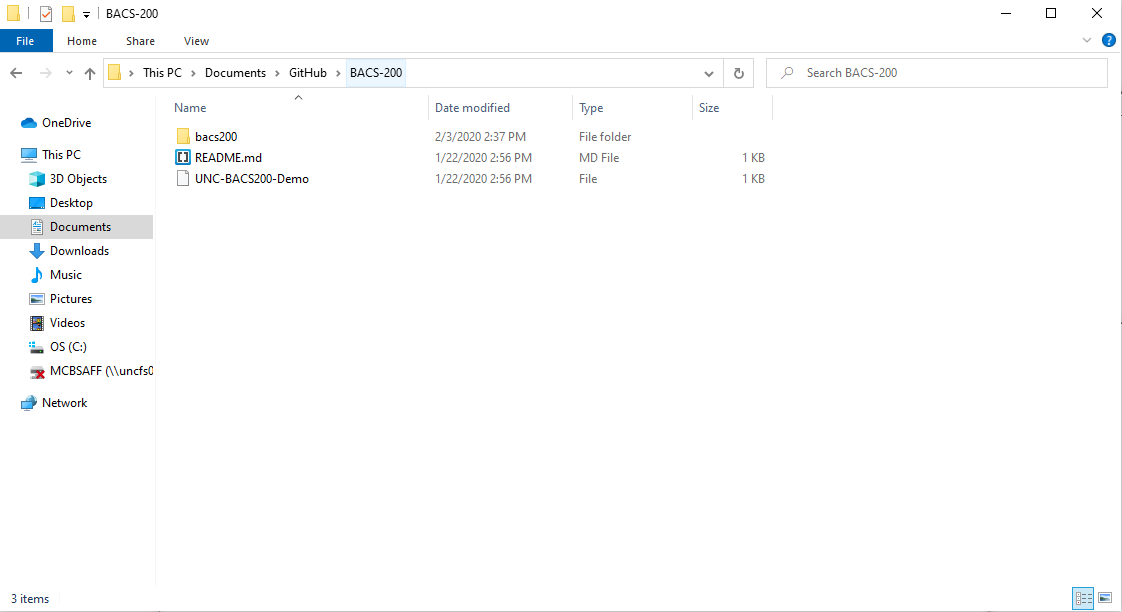 BACS-200
File Home Share View
This PC Documents GitHub BACS-200 Search BACS-200
Name Date modified Type Size
OneDrive
This PC
3D Objects
Desktop
Documents
Downloads
Music
Pictures
Videos
OS (C:)
MCBSAFF (\\uncfs0
Network
bacs200 2/3/2020 2:37 PM File folder
README.md 1/22/2020 2:56 PM MD File 1 KB
UNC-BACS200-Demo 1/22/2020 2:56 PM File 1 KB
3 items